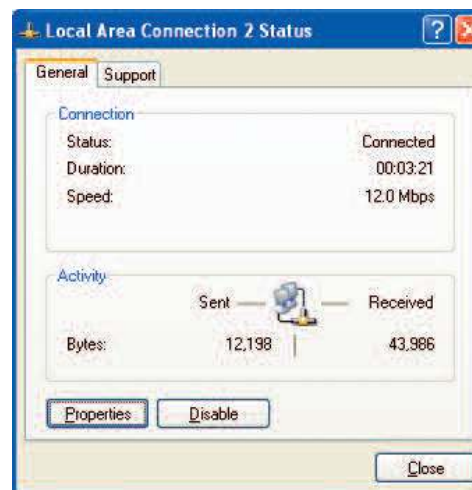 Local Area Connection 2 Status
General Support
Connection
Status: Connected
Duration: 00:03:21
Speed: 12.0 Mbps
Activity
Sent Received
Bytes: 12,198 43,986
Properties Disable
Close